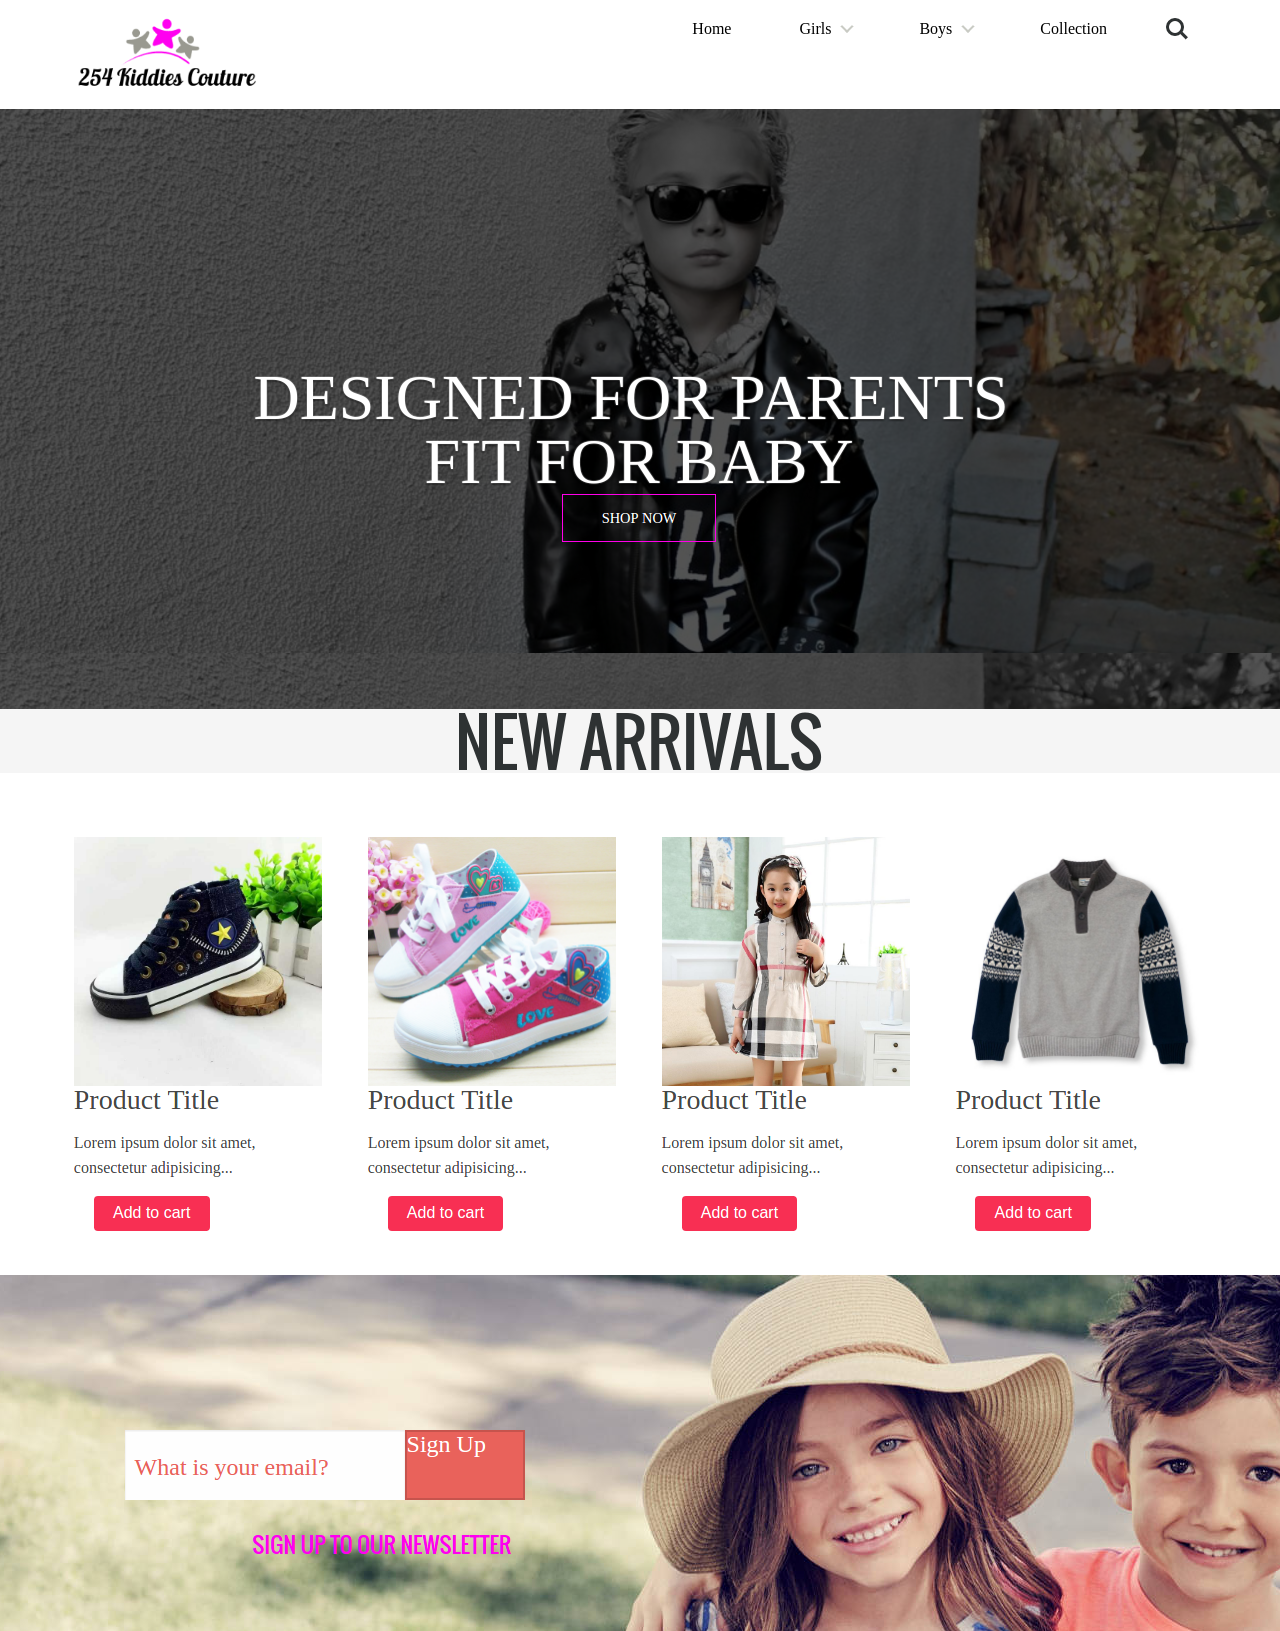 254 Kiddies Couture
Home Girls Boys Collection
DESIGNED FOR PARENTS
FIT FOR BABY
SHOP NOW
NEW ARRIVALS
LOVE
LOVE
Product Title Product Title Product Title Product Title
Lorem ipsum dolor sit amet, Lorem ipsum dolor sit amet, Lorem ipsum dolor sit amet, Lorem ipsum dolor sit amet,
consectetur adipisicing... consectetur adipisicing... consectetur adipisicing... consectetur adipisicing...
Add to cart Add to cart Add to cart Add to cart
Sign Up
What is your email?
SIGN UP TO OUR NEWSLETTER